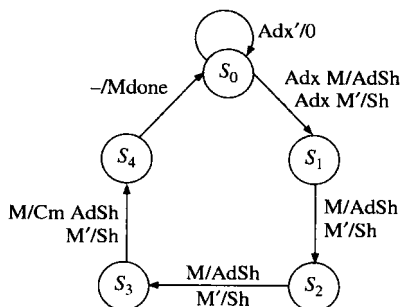 Adx′/0
S0
–/Mdone
Adx M/AdSh
Adx M′/Sh
S4
S1
M/Cm AdSh
M′/Sh
M/AdSh
M′/Sh
M/AdSh
M′/Sh
S3
S2